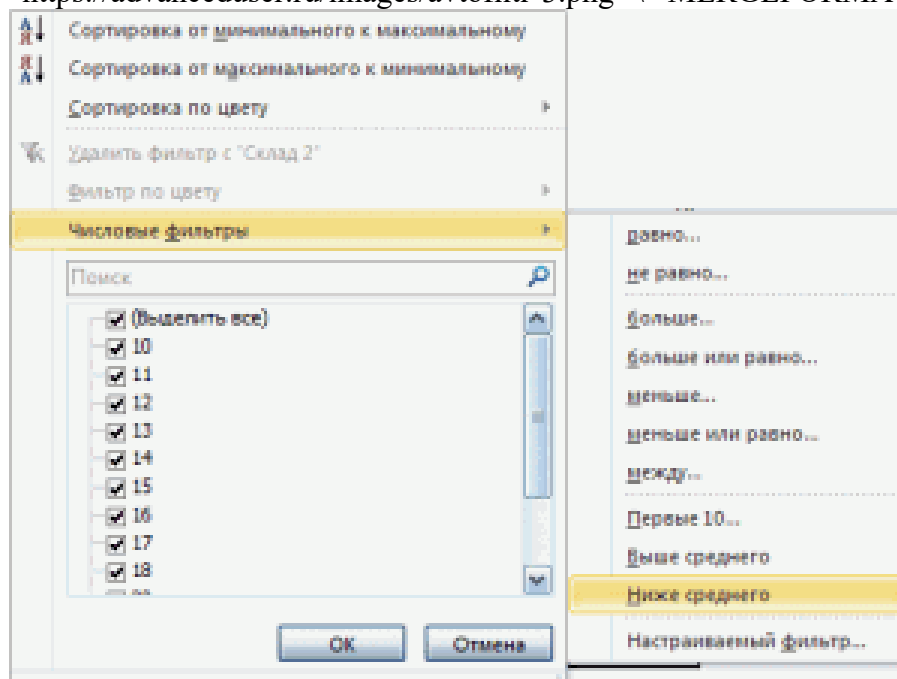 Сортировка от минимального к максимальному
Сортировка от максимального к минимальному
Сортировка по цвету
Удалить фильтр с "Склад 2"
Фильтр по цвету
Числовые фильтры
Поиск
(Выделить все)
10
11
12
13
14
15
16
17
18
ОК
Отмена
равно...
не равно...
больше...
больше или равно...
меньше...
меньше или равно...
между...
Первые 10...
Выше среднего
Ниже среднего
Настраиваемый фильтр...